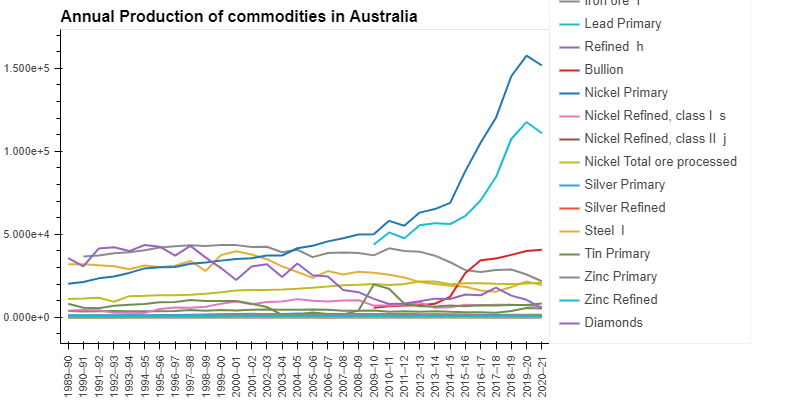 Annual Production of commodities in Australia
1.500e+5
1.000e+5
5.000e+4
0.000e+0
1989–90
1990–91
1991–92
1992–93
1993–94
1994–95
1995–96
1996–97
1997–98
1998–99
1999–00
2000–01
2001–02
2002–03
2003–04
2004–05
2005–06
2006–07
2007–08
2008–09
2009–10
2010–11
2011–12
2012–13
2013–14
2014–15
2015–16
2016–17
2017–18
2018–19
2019–20
2020–21
Iron ore  l
Lead Primary
Refined  h
Bullion
Nickel Primary
Nickel Refined, class I  s
Nickel Refined, class II  j
Nickel Total ore processed
Silver Primary
Silver Refined
Steel  l
Tin Primary
Zinc Primary
Zinc Refined
Diamonds